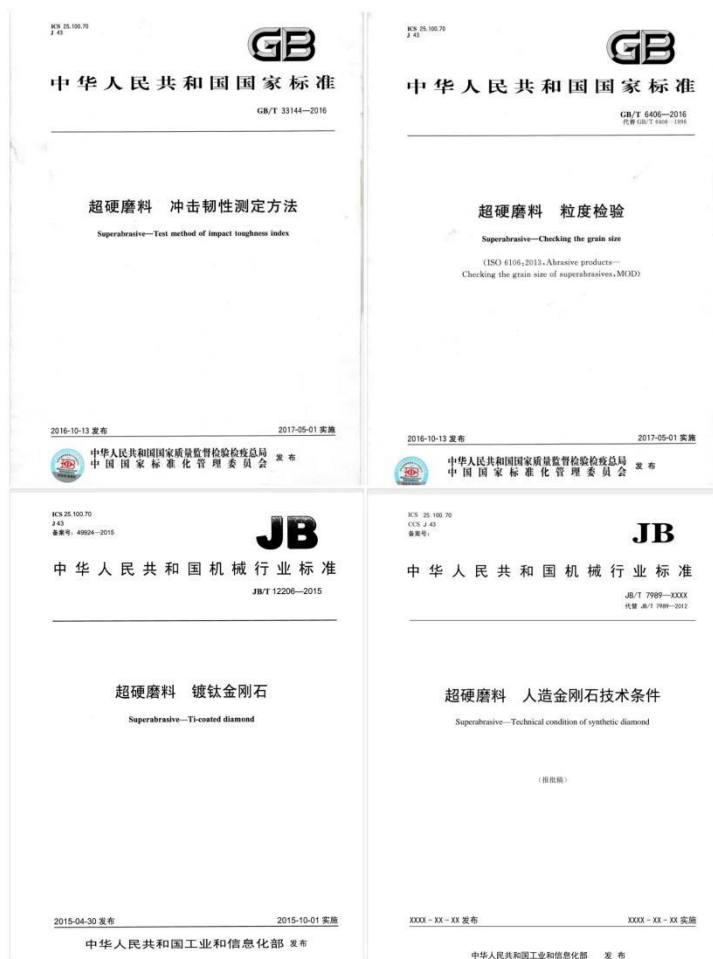 ICS 25.100.70
J 43
GB
中华人民共和国国家标准
GB/T 33144—2016
超硬磨料 冲击韧性测定方法
Superabrasive—Test method of impact toughness index
2016-10-13 发布
2017-05-01 实施
中华人民共和国国家质量监督检验检疫总局
中国国家标准化管理委员会
发布
ICS 25.100.70
J 43
GB
中华人民共和国国家标准
GB/T 6406—2016
代替 GB/T 6406—1996
超硬磨料 粒度检验
Superabrasive—Checking the grain size
(ISO 6106:2013, Abrasive products—
Checking the grain size of superabrasives, MOD)
2016-10-13 发布
2017-05-01 实施
中华人民共和国国家质量监督检验检疫总局
中国国家标准化管理委员会
发布
ICS 25.100.70
J 43
备案号：49924—2015
JB
中华人民共和国机械行业标准
JB/T 12206—2015
超硬磨料 镀钛金刚石
Superabrasive—Ti-coated diamond
2015-04-30 发布
2015-10-01 实施
中华人民共和国工业和信息化部 发布
ICS 25.100.70
CCS J 43
备案号：
JB
中华人民共和国机械行业标准
JB/T 7989—XXXX
代替 JB/T 7989—2012
超硬磨料 人造金刚石技术条件
Superabrasive—Technical condition of synthetic diamond
（报批稿）
XXXX-XX-XX 发布
XXXX-XX-XX 实施
中华人民共和国工业和信息化部 发布